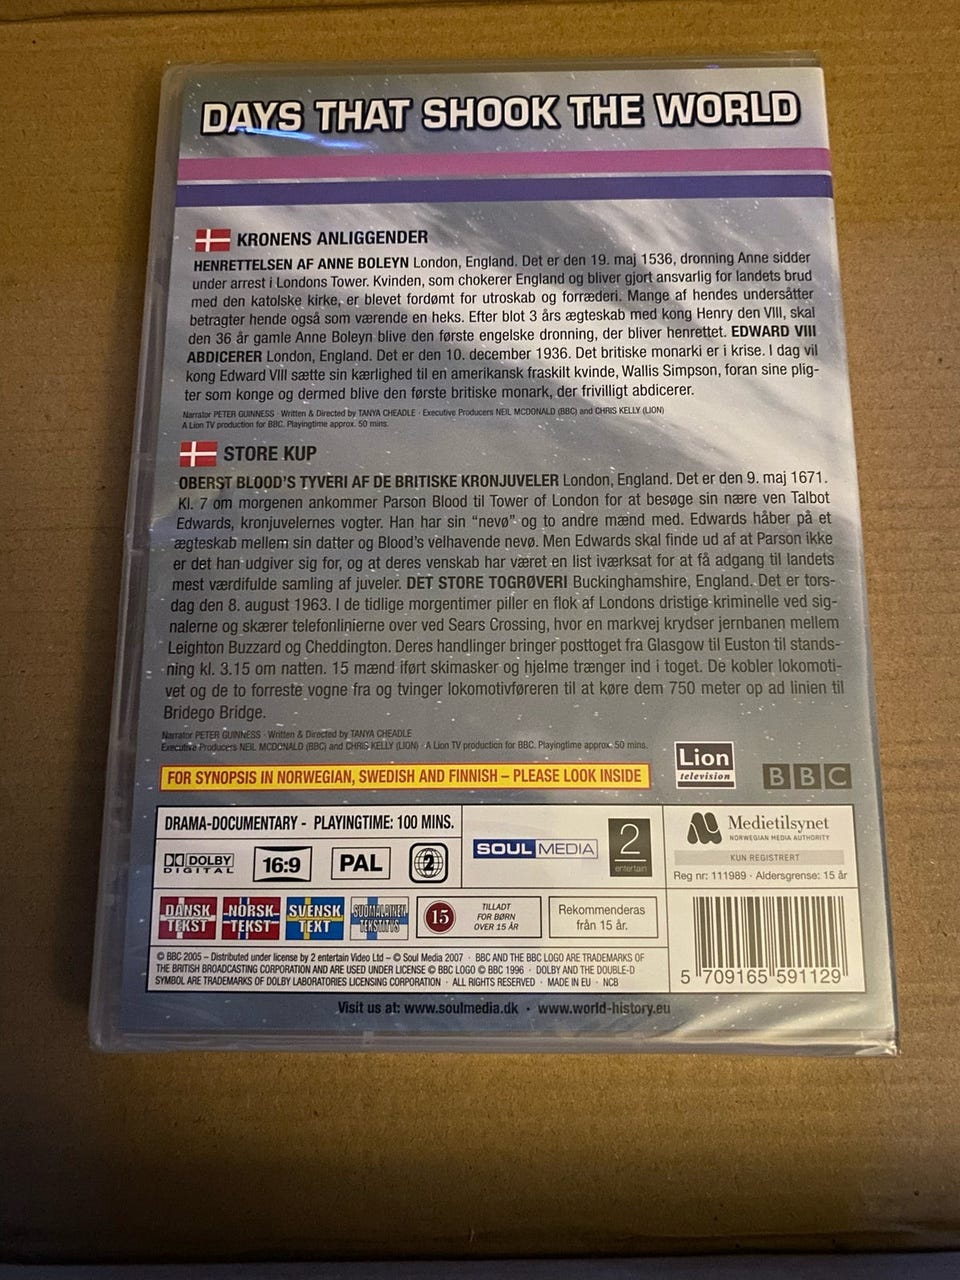 DAYS THAT SHOOK THE WORLD
KRONENS ANLIGGENDER
HENRETTELSEN AF ANNE BOLEYN London, England. Det er den 19. maj 1536, dronning Anne sidder
under arrest i Londons Tower. Kvinden, som chokerer England og bliver gjort ansvarlig for landets brud
med den katolske kirke, er blevet fordømt for utroskab og forræderi. Mange af hendes undersåtter
betragter hende også som værende en heks. Efter blot 3 års ægteskab med kong Henry den VIII, skal
den 36 år gamle Anne Boleyn blive den første engelske dronning, der bliver henrettet. EDWARD VIII
ABDICERER London, England. Det er den 10. december 1936. Det britiske monarki er i krise. I dag vil
kong Edward VIII sætte sin kærlighed til en amerikansk fraskilt kvinde, Wallis Simpson, foran sine plig-
ter som konge og dermed blive den første britiske monark, der frivilligt abdicerer.
Narrator PETER GUINNESS · Written & Directed by TANYA CHEADLE · Executive Producers NEIL MCDONALD (BBC) and CHRIS KELLY (LION)
A Lion TV production for BBC. Playingtime approx. 50 mins.
STORE KUP
OBERST BLOOD'S TYVERI AF DE BRITISKE KRONJUVELER London, England. Det er den 9. maj 1671.
Kl. 7 om morgenen ankommer Parson Blood til Tower of London for at besøge sin nære ven Talbot
Edwards, kronjuvelernes vogter. Han har sin "nevø" og to andre mænd med. Edwards håber på et
ægteskab mellem sin datter og Blood's velhavende nevø. Men Edwards skal finde ud af at Parson ikke
er det han udgiver sig for, og at deres venskab har været en list iværksat for at få adgang til landets
mest værdifulde samling af juveler. DET STORE TOGRØVERI Buckinghamshire, England. Det er tors-
dag den 8. august 1963. I de tidlige morgentimer piller en flok af Londons dristige kriminelle ved sig-
nalerne og skærer telefonlinierne over ved Sears Crossing, hvor en markvej krydser jernbanen mellem
Leighton Buzzard og Cheddington. Deres handlinger bringer posttoget fra Glasgow til Euston til stands-
ning kl. 3.15 om natten. 15 mænd iført skimasker og hjelme trænger ind i toget. De kobler lokomoti-
vet og de to forreste vogne fra og tvinger lokomotivføreren til at køre dem 750 meter op ad linien til
Bridego Bridge.
Narrator PETER GUINNESS · Written & Directed by TANYA CHEADLE
Executive Producers NEIL MCDONALD (BBC) and CHRIS KELLY (LION) · A Lion TV production for BBC. Playingtime approx. 50 mins.
Lion
television
BBC
FOR SYNOPSIS IN NORWEGIAN, SWEDISH AND FINNISH – PLEASE LOOK INSIDE
DRAMA-DOCUMENTARY - PLAYINGTIME: 100 MINS.
DOLBY
DIGITAL
16:9
PAL
2
SOUL MEDIA
2
entertain
Medietilsynet
NORWEGIAN MEDIA AUTHORITY
KUN REGISTRERT
Reg nr: 111989 · Aldersgrense: 15 år
DANSK
TEKST
NORSK
TEKST
SVENSK
TEXT
SUOMALAINEN
TEKSTITUS
15
TILLADT
FOR BØRN
OVER 15 ÅR
Rekommenderas
från 15 år.
© BBC 2005 – Distributed under license by 2 entertain Video Ltd – © Soul Media 2007 · BBC AND THE BBC LOGO ARE TRADEMARKS OF
THE BRITISH BROADCASTING CORPORATION AND ARE USED UNDER LICENSE © BBC LOGO © BBC 1996 · DOLBY AND THE DOUBLE-D
SYMBOL ARE TRADEMARKS OF DOLBY LABORATORIES LICENSING CORPORATION · ALL RIGHTS RESERVED · MADE IN EU · NCB
5 709165 591129
Visit us at: www.soulmedia.dk · www.world-history.eu